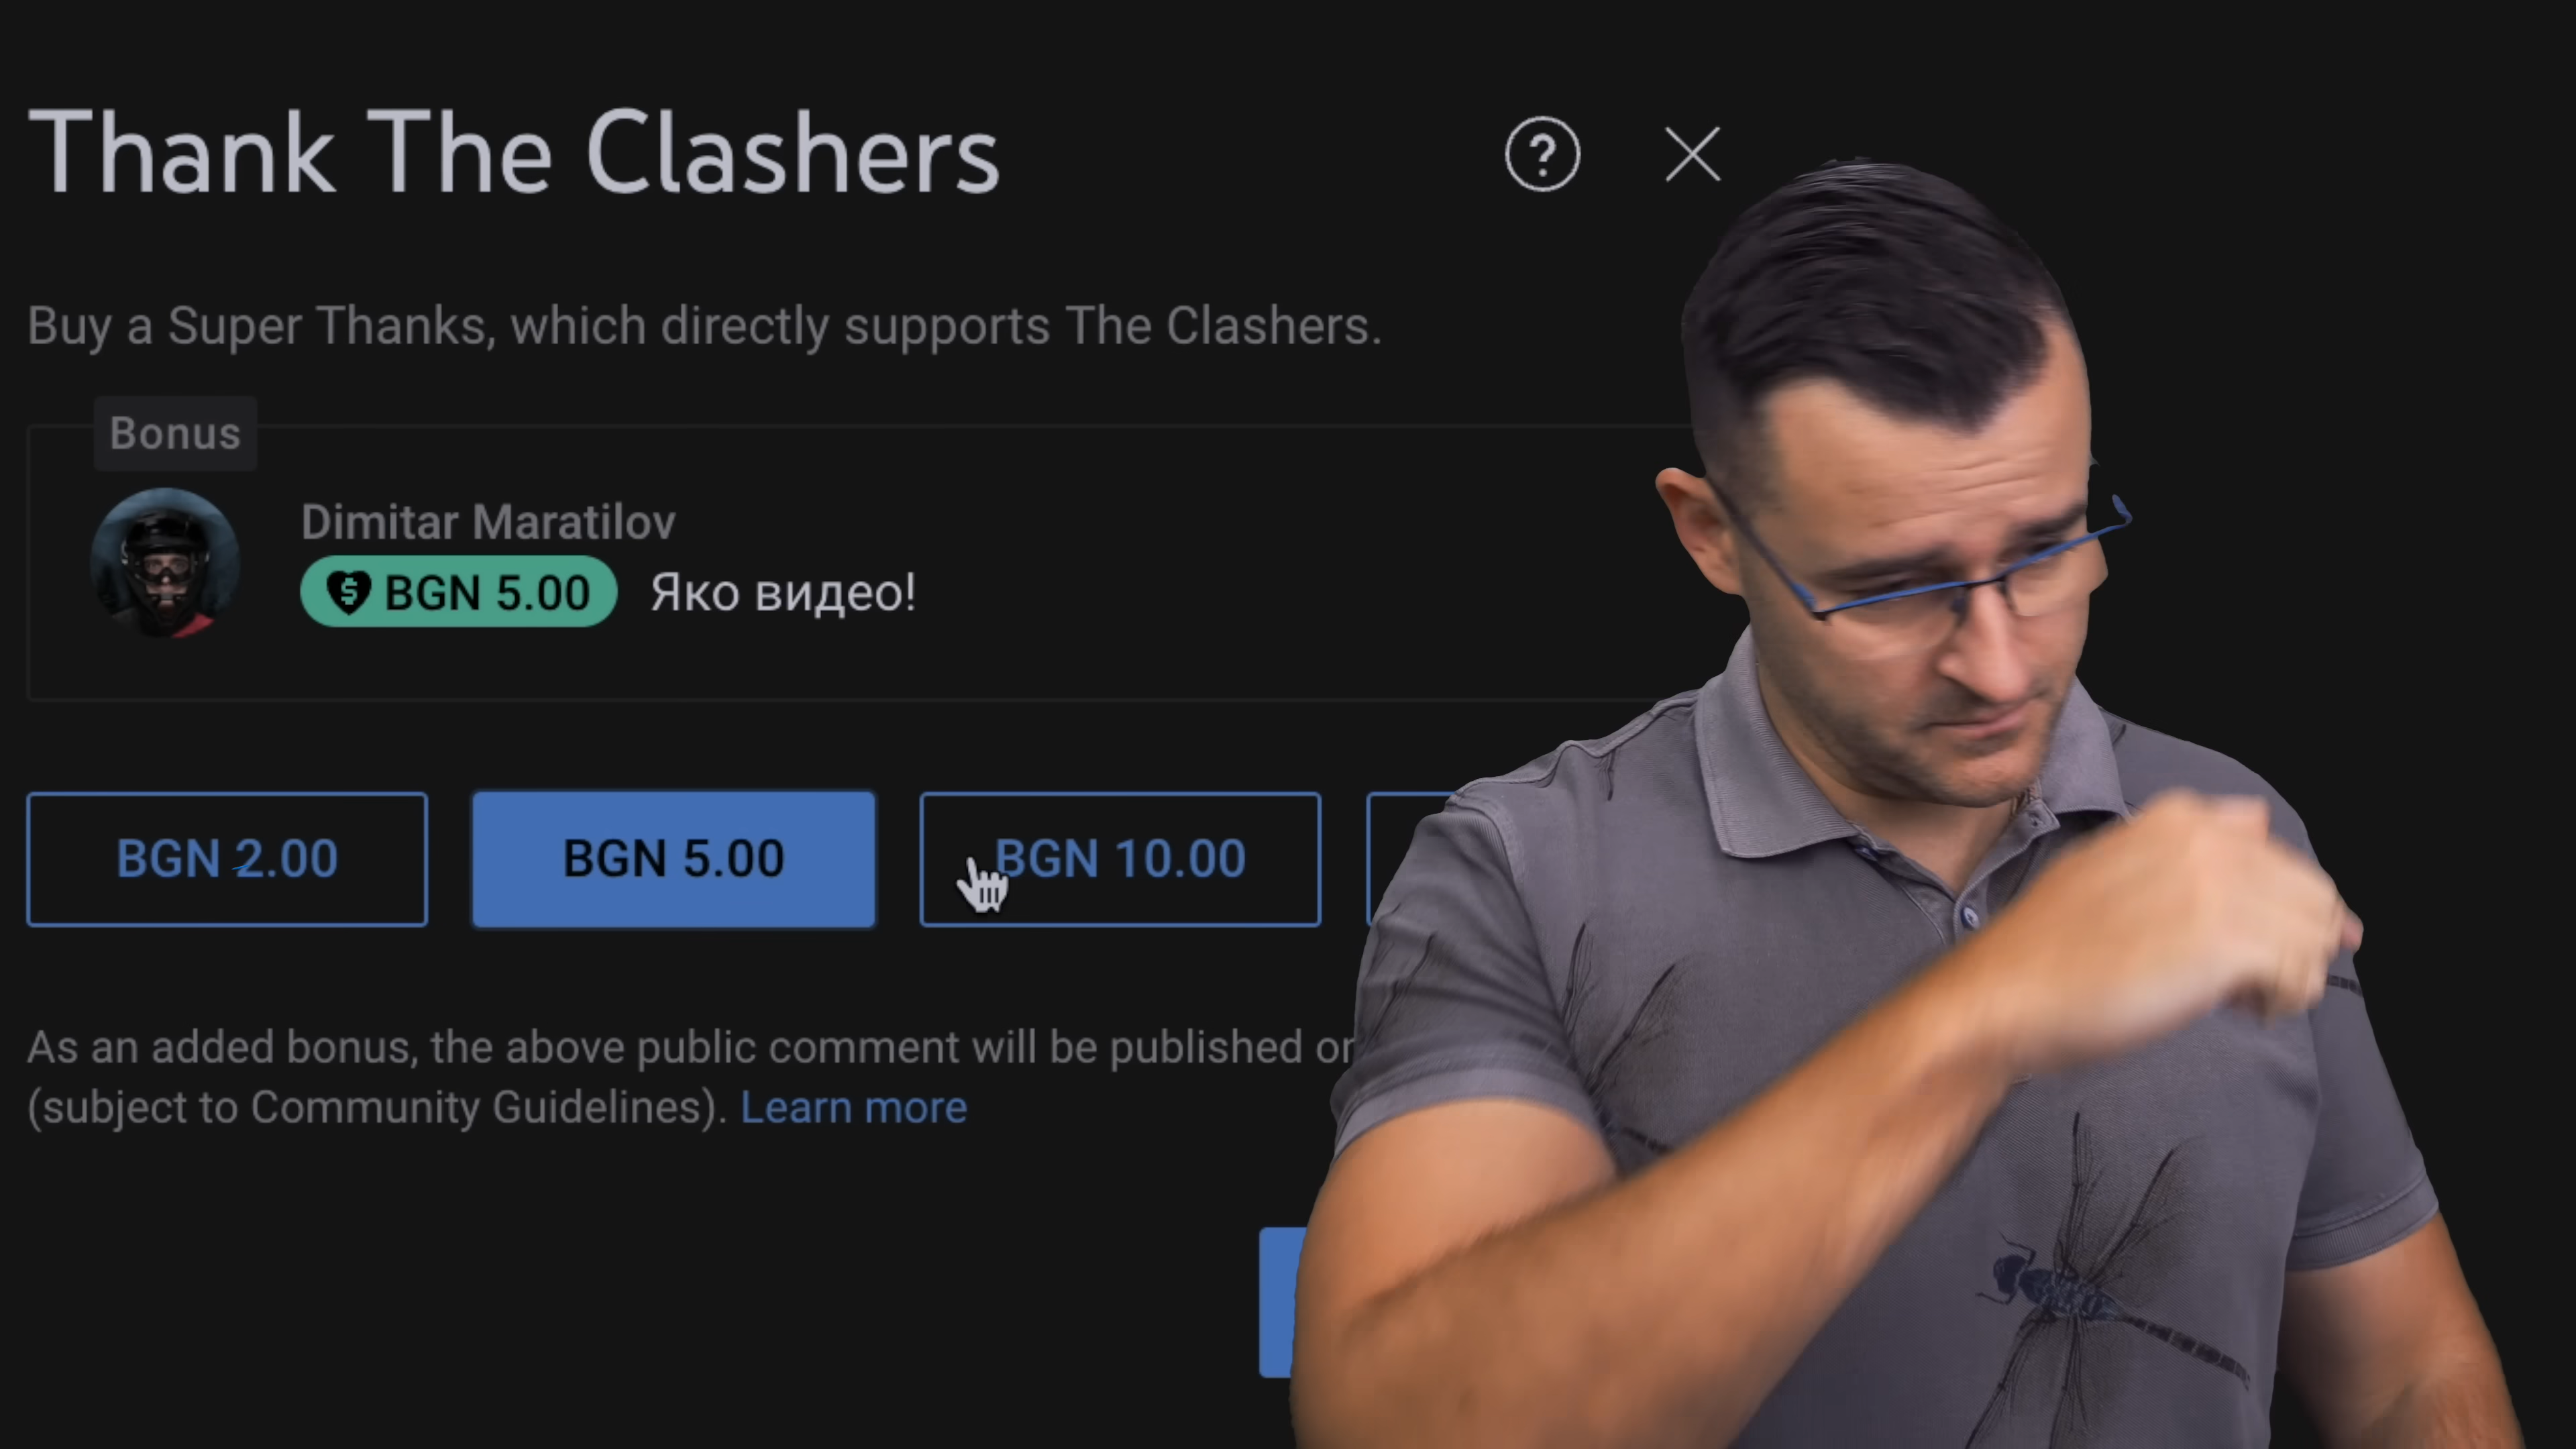 Thank The Clashers
Buy a Super Thanks, which directly supports The Clashers.
Bonus
Dimitar Maratilov
BGN 5.00 Яко видео!
BGN 2.00 BGN 5.00 BGN 10.00
As an added bonus, the above public comment will be published
(subject to Community Guidelines). Learn more